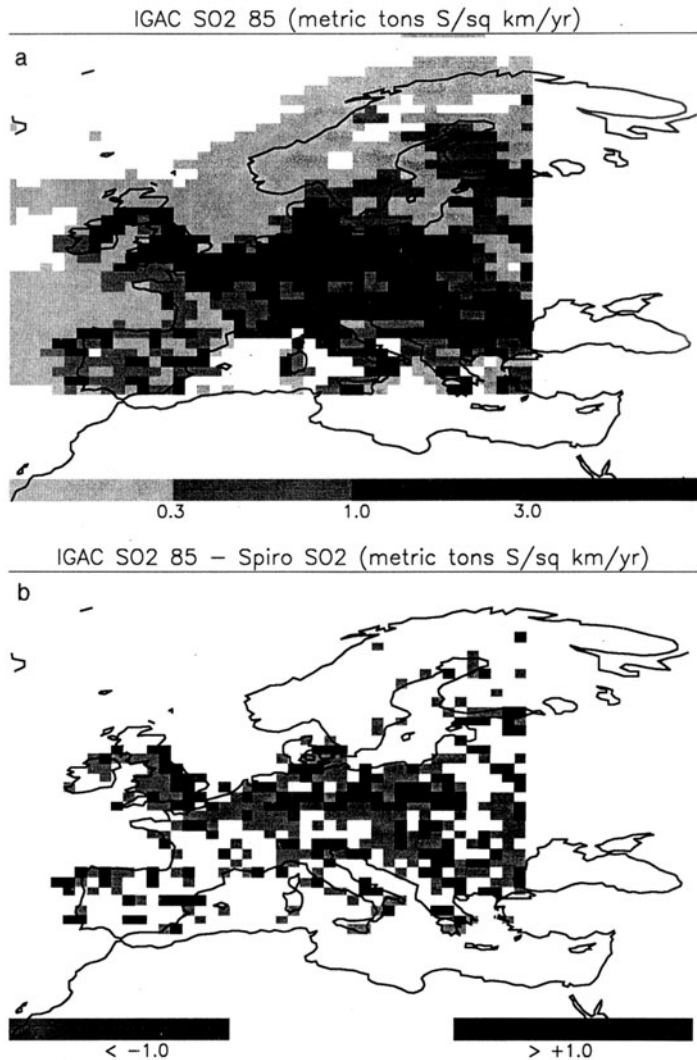 IGAC SO2 85 (metric tons S/sq km/yr)
a
0.3 1.0 3.0
IGAC SO2 85 – Spiro SO2 (metric tons S/sq km/yr)
b
< -1.0 > +1.0